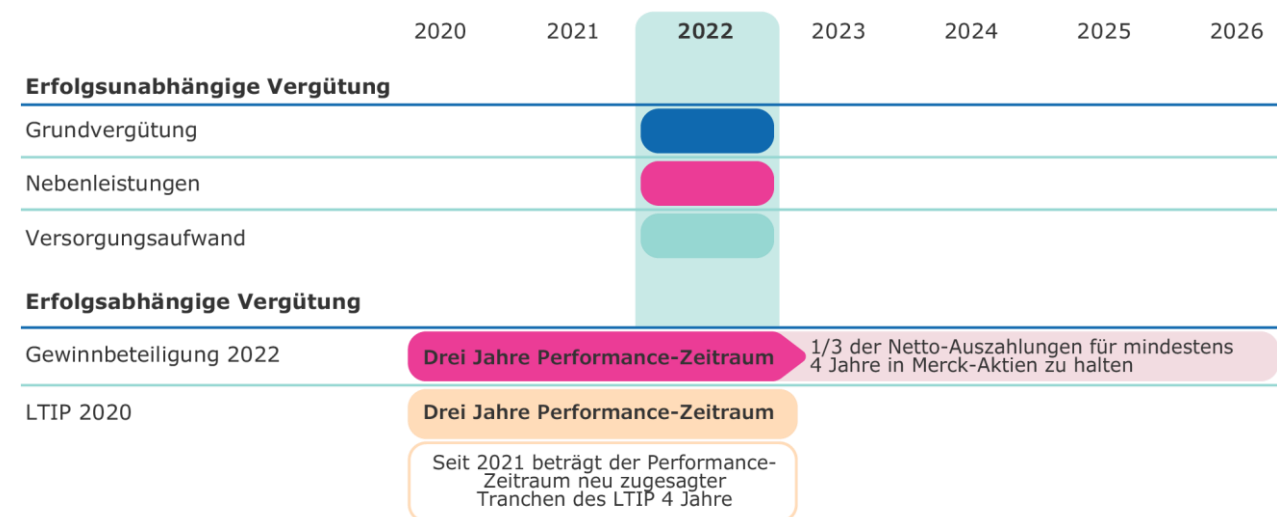 2020 2021 2022 2023 2024 2025 2026
Erfolgsunabhängige Vergütung
Grundvergütung
Nebenleistungen
Versorgungsaufwand
Erfolgsabhängige Vergütung
Gewinnbeteiligung 2022
Drei Jahre Performance-Zeitraum
1/3 der Netto-Auszahlungen für mindestens
4 Jahre in Merck-Aktien zu halten
LTIP 2020
Drei Jahre Performance-Zeitraum
Seit 2021 beträgt der Performance-
Zeitraum neu zugesagter
Tranchen des LTIP 4 Jahre